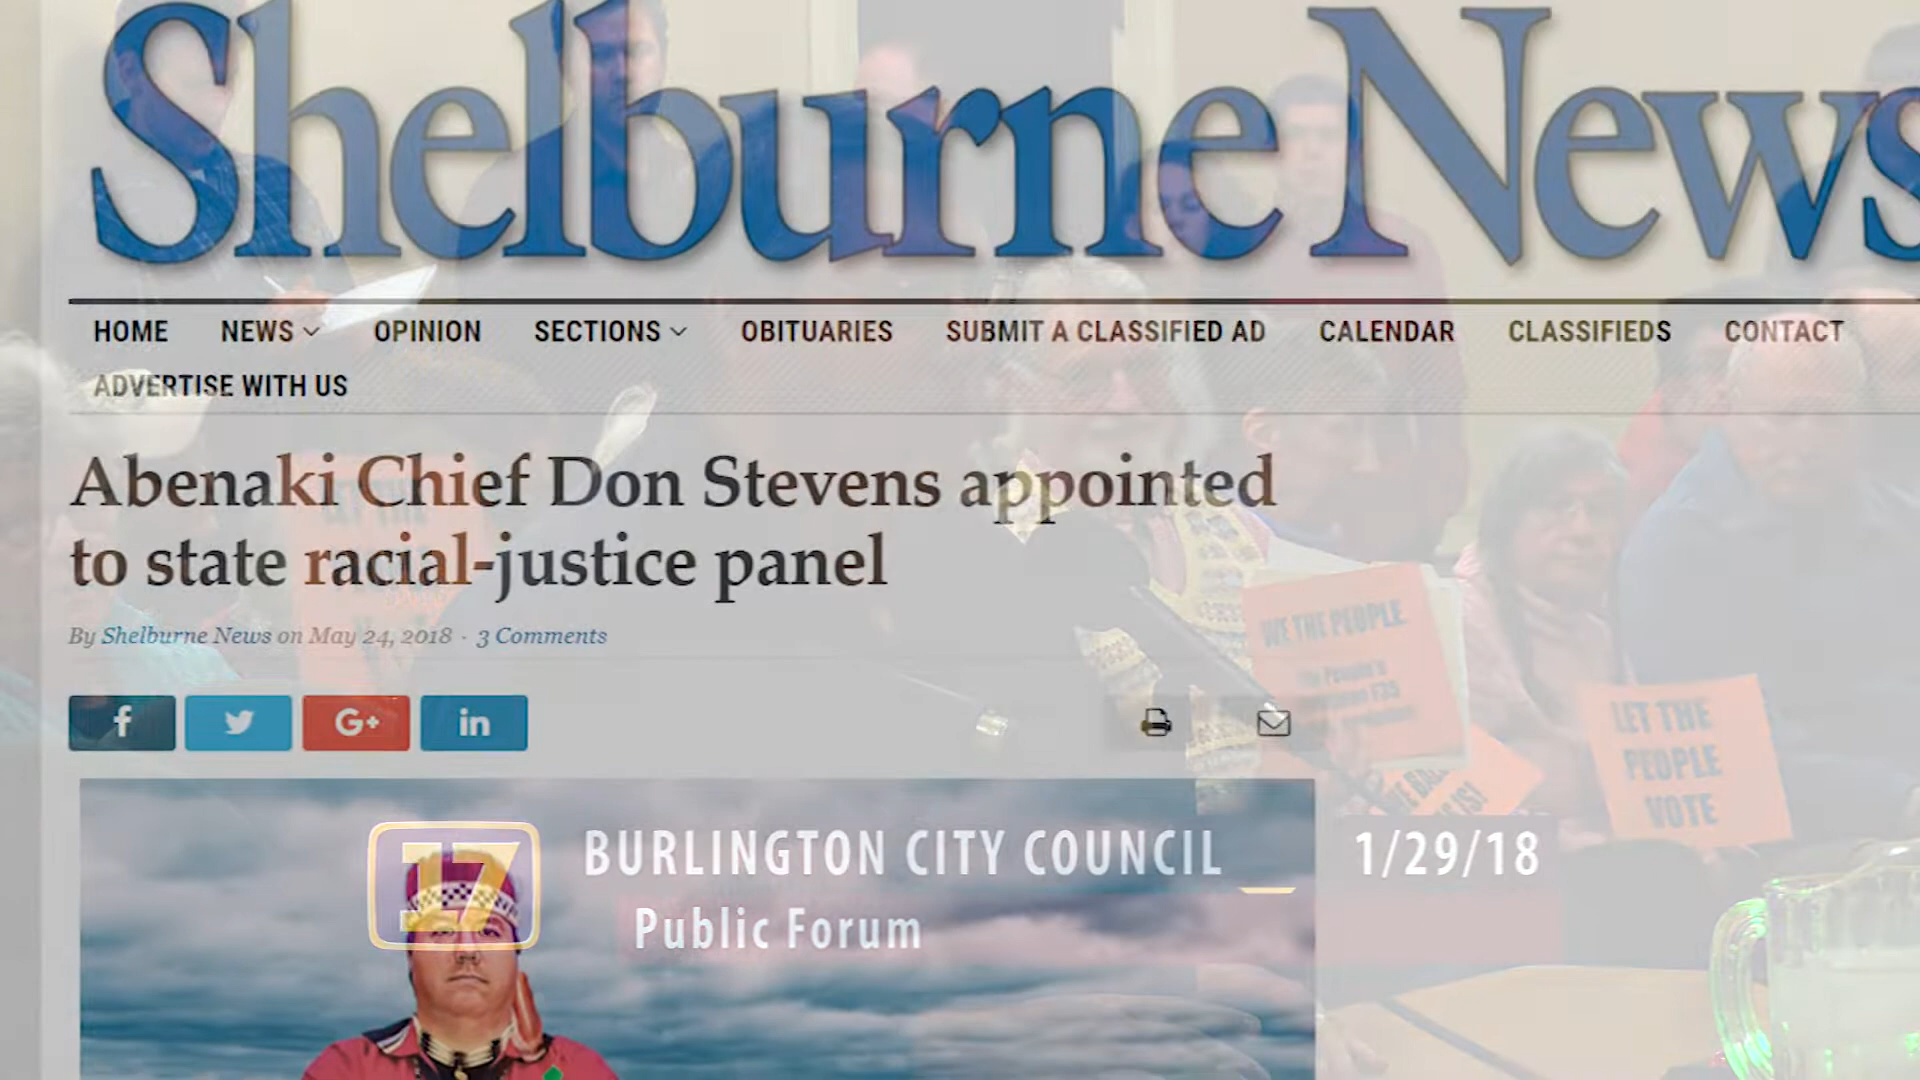 Shelburne News
HOME NEWS OPINION SECTIONS OBITUARIES SUBMIT A CLASSIFIED AD CALENDAR CLASSIFIEDS CONTACT
ADVERTISE WITH US
Abenaki Chief Don Stevens appointed
to state racial-justice panel
By Shelburne News on May 24, 2018 · 3 Comments
f G+ in
WE THE PEOPLE
LET THE
PEOPLE
VOTE
17 BURLINGTON CITY COUNCIL 1/29/18
Public Forum